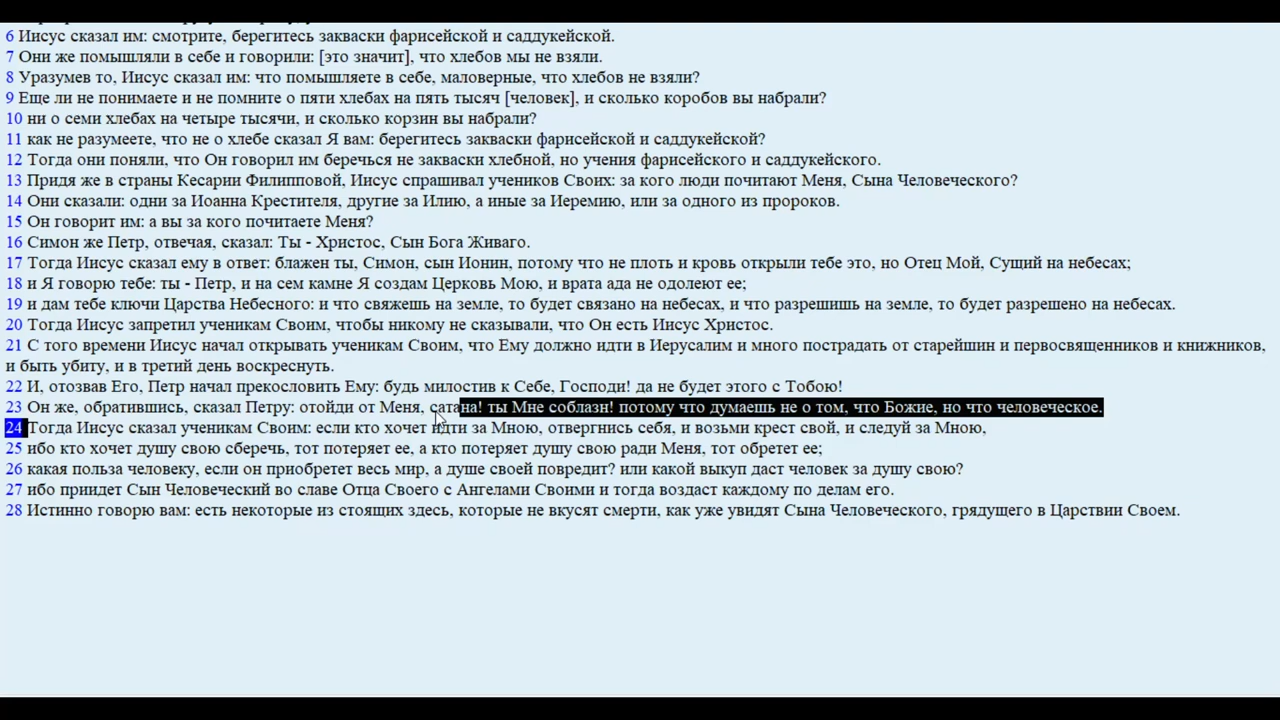 6 Иисус сказал им: смотрите, берегитесь закваски фарисейской и саддукейской.
7 Они же помышляли в себе и говорили: [это значит], что хлебов мы не взяли.
8 Уразумев то, Иисус сказал им: что помышляете в себе, маловерные, что хлебов не взяли?
9 Еще ли не понимаете и не помните о пяти хлебах на пять тысяч [человек], и сколько коробов вы набрали?
10 ни о семи хлебах на четыре тысячи, и сколько корзин вы набрали?
11 как не разумеете, что не о хлебе сказал Я вам: берегитесь закваски фарисейской и саддукейской?
12 Тогда они поняли, что Он говорил им беречься не закваски хлебной, но учения фарисейского и саддукейского.
13 Придя же в страны Кесарии Филипповой, Иисус спрашивал учеников Своих: за кого люди почитают Меня, Сына Человеческого?
14 Они сказали: одни за Иоанна Крестителя, другие за Илию, а иные за Иеремию, или за одного из пророков.
15 Он говорит им: а вы за кого почитаете Меня?
16 Симон же Петр, отвечая, сказал: Ты - Христос, Сын Бога Живаго.
17 Тогда Иисус сказал ему в ответ: блажен ты, Симон, сын Ионин, потому что не плоть и кровь открыли тебе это, но Отец Мой, Сущий на небесах;
18 и Я говорю тебе: ты - Петр, и на сем камне Я создам Церковь Мою, и врата ада не одолеют ее;
19 и дам тебе ключи Царства Небесного: и что свяжешь на земле, то будет связано на небесах, и что разрешишь на земле, то будет разрешено на небесах.
20 Тогда Иисус запретил ученикам Своим, чтобы никому не сказывали, что Он есть Иисус Христос.
21 С того времени Иисус начал открывать ученикам Своим, что Ему должно идти в Иерусалим и много пострадать от старейшин и первосвященников и книжников,
и быть убиту, и в третий день воскреснуть.
22 И, отозвав Его, Петр начал прекословить Ему: будь милостив к Себе, Господи! да не будет этого с Тобою!
23 Он же, обратившись, сказал Петру: отойди от Меня, сатана! ты Мне соблазн! потому что думаешь не о том, что Божие, но что человеческое.
24 Тогда Иисус сказал ученикам Своим: если кто хочет идти за Мною, отвергнись себя, и возьми крест свой, и следуй за Мною,
25 ибо кто хочет душу свою сберечь, тот потеряет ее, а кто потеряет душу свою ради Меня, тот обретет ее;
26 какая польза человеку, если он приобретет весь мир, а душе своей повредит? или какой выкуп даст человек за душу свою?
27 ибо приидет Сын Человеческий во славе Отца Своего с Ангелами Своими и тогда воздаст каждому по делам его.
28 Истинно говорю вам: есть некоторые из стоящих здесь, которые не вкусят смерти, как уже увидят Сына Человеческого, грядущего в Царствии Своем.